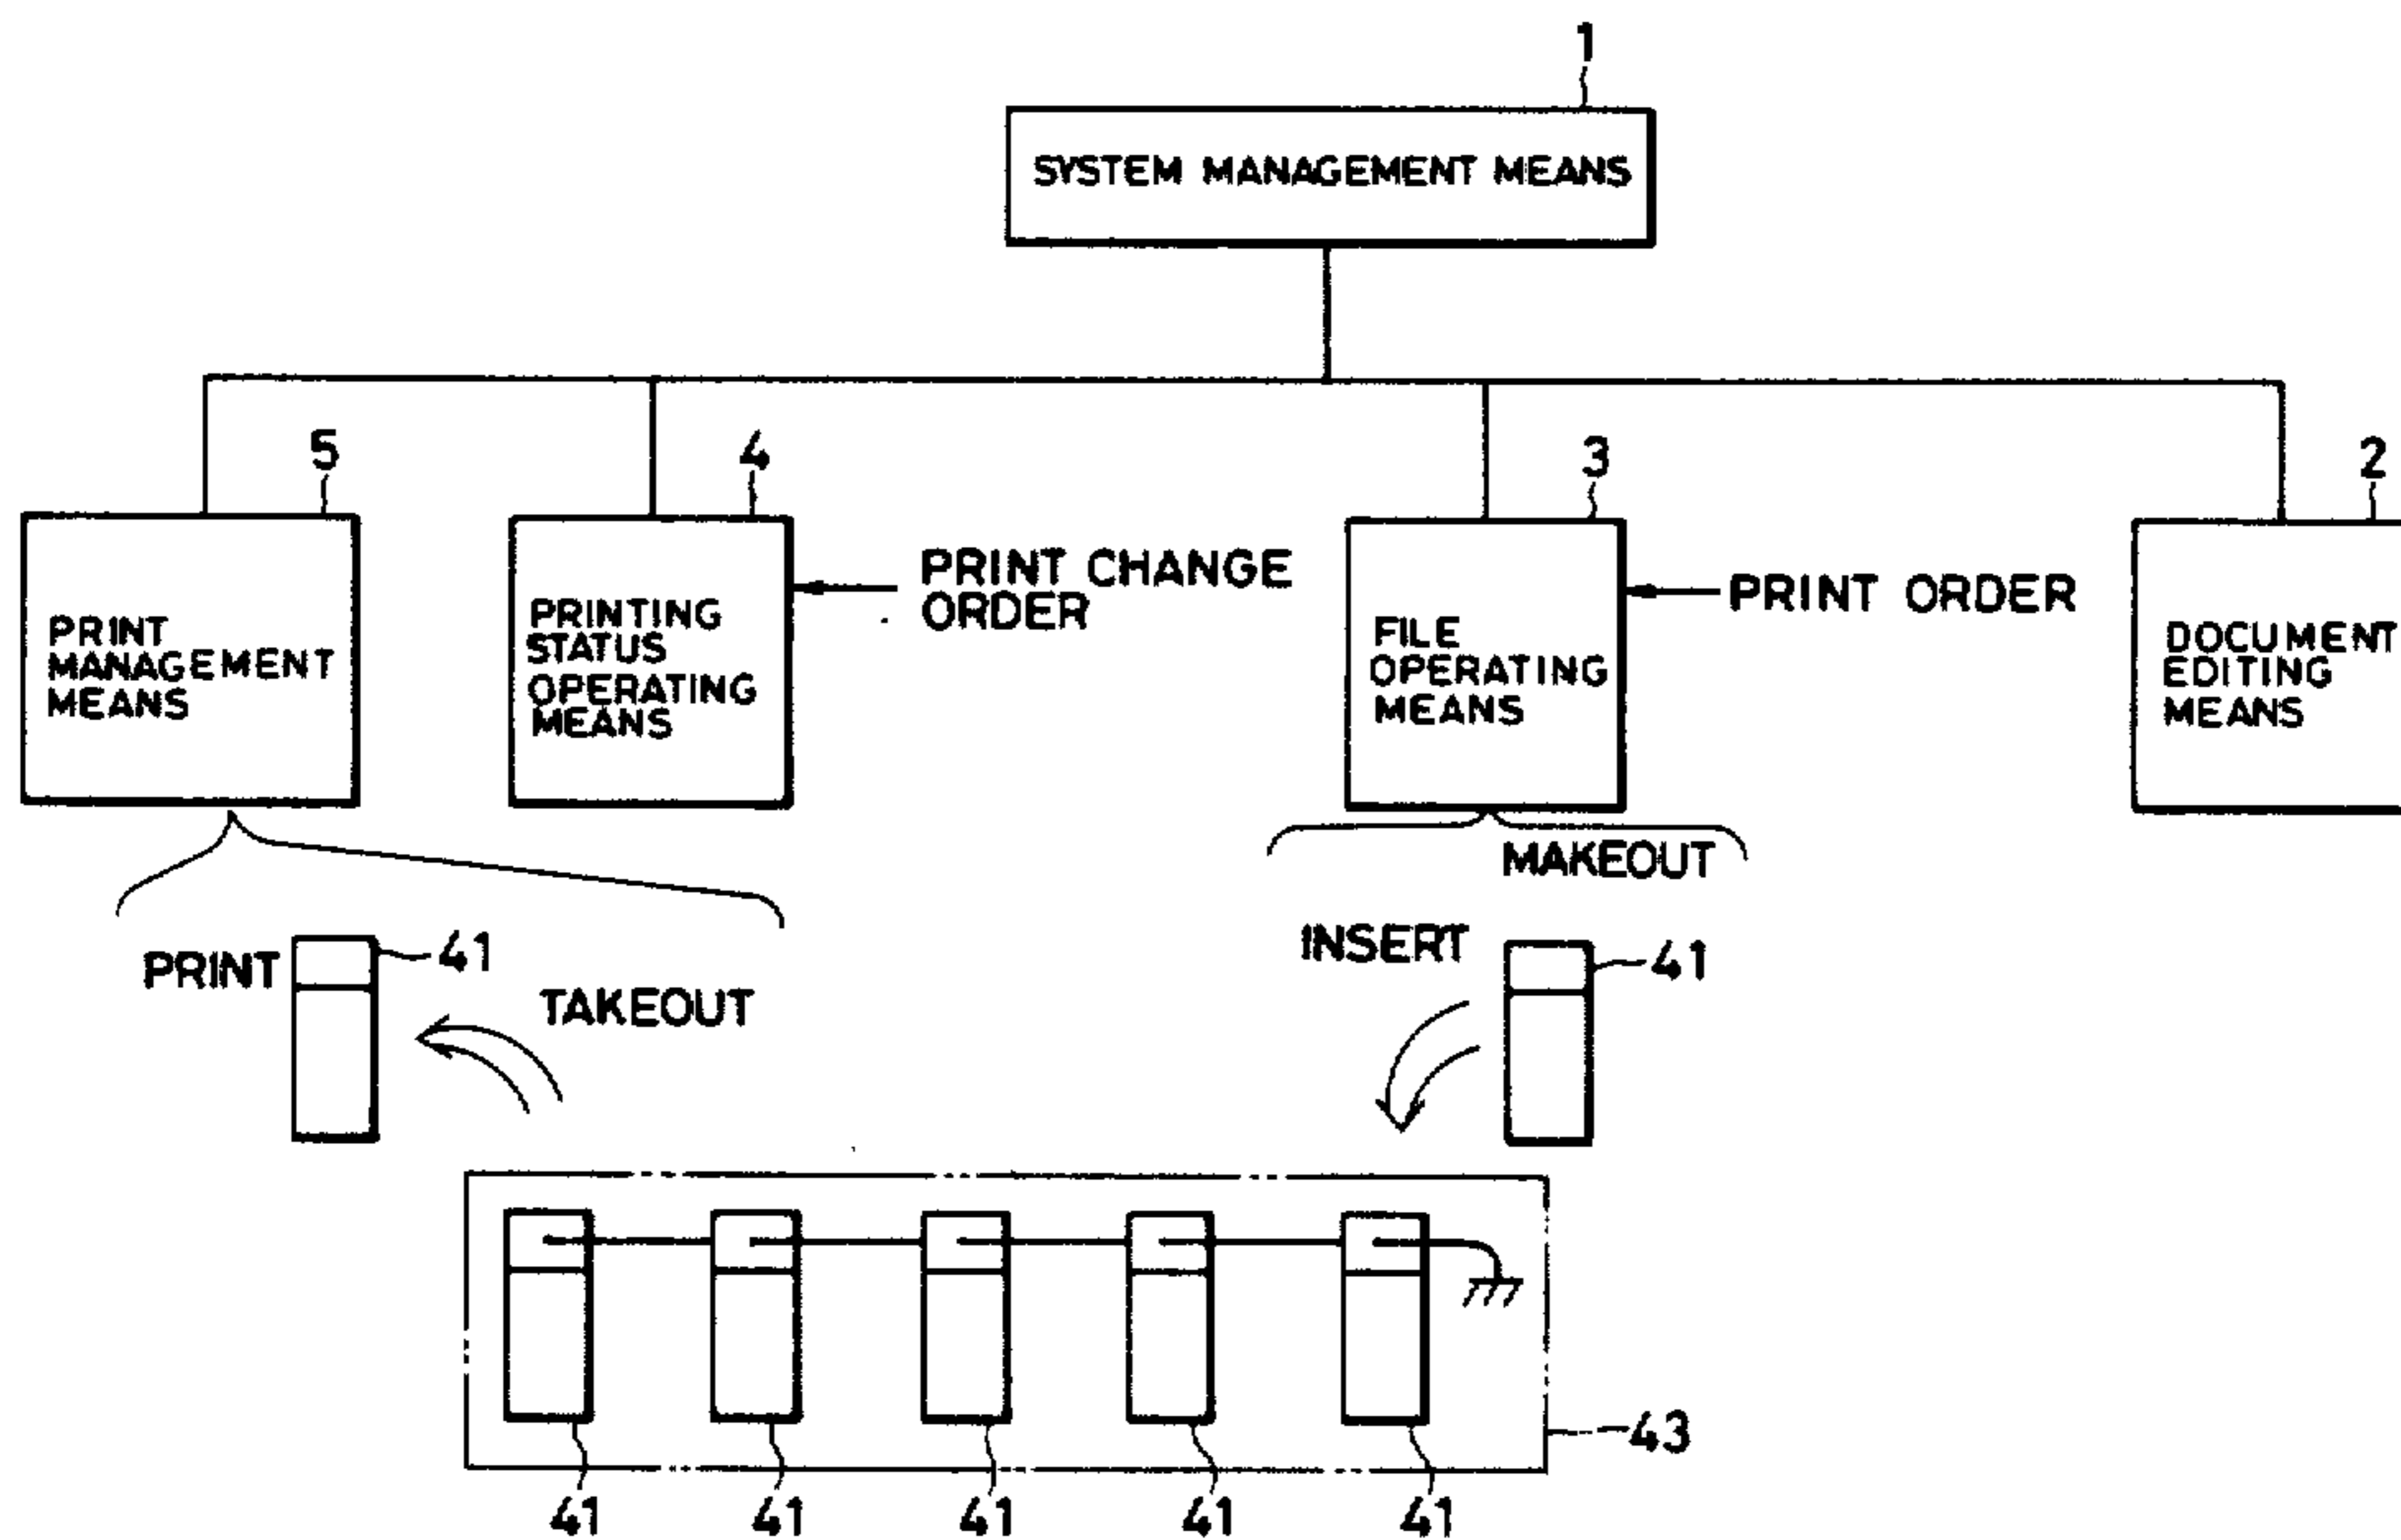 1
SYSTEM MANAGEMENT MEANS
5
4
3
2
PRINT
MANAGEMENT
MEANS
PRINTING
STATUS
OPERATING
MEANS
PRINT CHANGE
ORDER
FILE
OPERATING
MEANS
PRINT ORDER
DOCUMENT
EDITING
MEANS
MAKEOUT
PRINT
41
TAKEOUT
INSERT
41
43
41
41
41
41
41